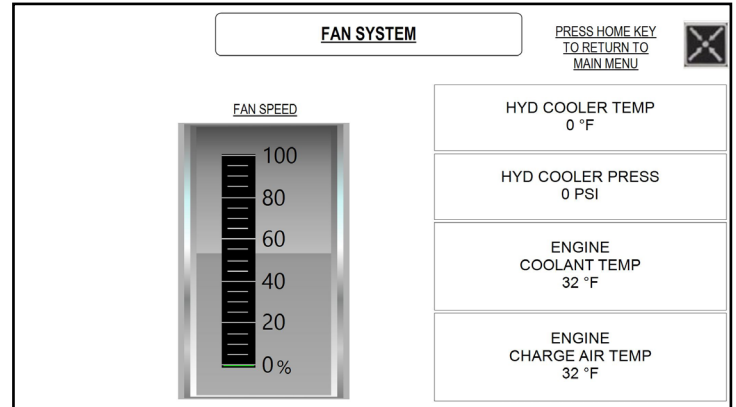 FAN SYSTEM
PRESS HOME KEY
TO RETURN TO
MAIN MENU
FAN SPEED
100
80
60
40
20
0 %
HYD COOLER TEMP
0 °F
HYD COOLER PRESS
0 PSI
ENGINE
COOLANT TEMP
32 °F
ENGINE
CHARGE AIR TEMP
32 °F